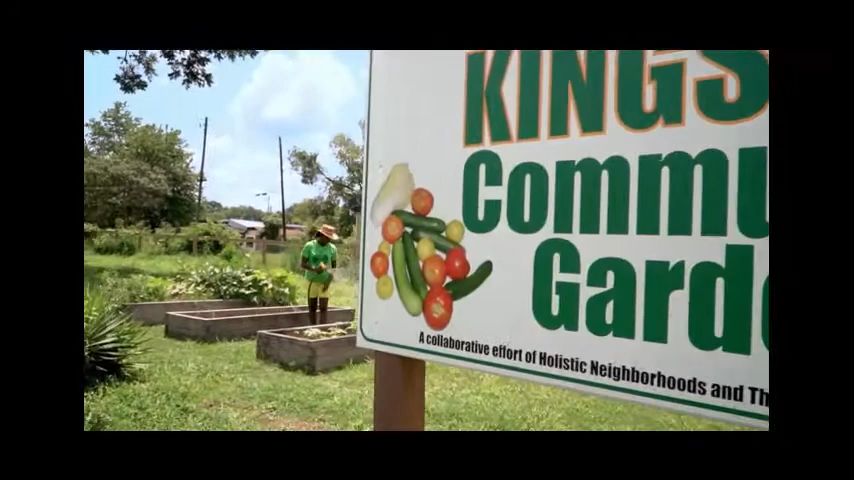 KINGS
Commu
Garde
A collaborative effort of Holistic Neighborhoods and Th